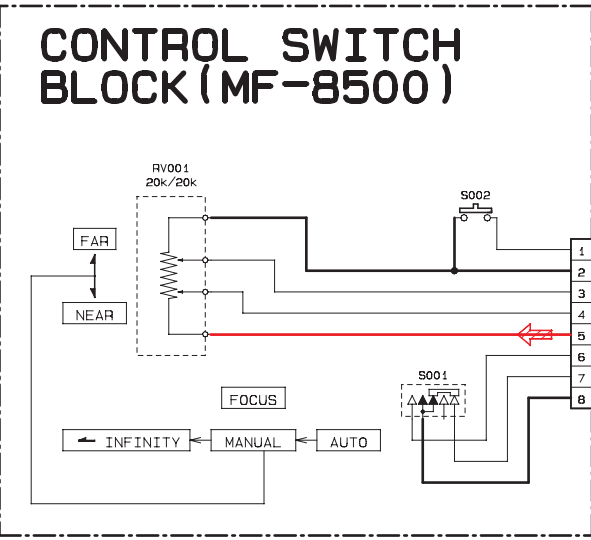 CONTROL SWITCH
BLOCK(MF-8500)
RV001
20k/20k
S002
FAR
NEAR
1
2
3
4
5
6
7
8
S001
FOCUS
INFINITY
MANUAL
AUTO